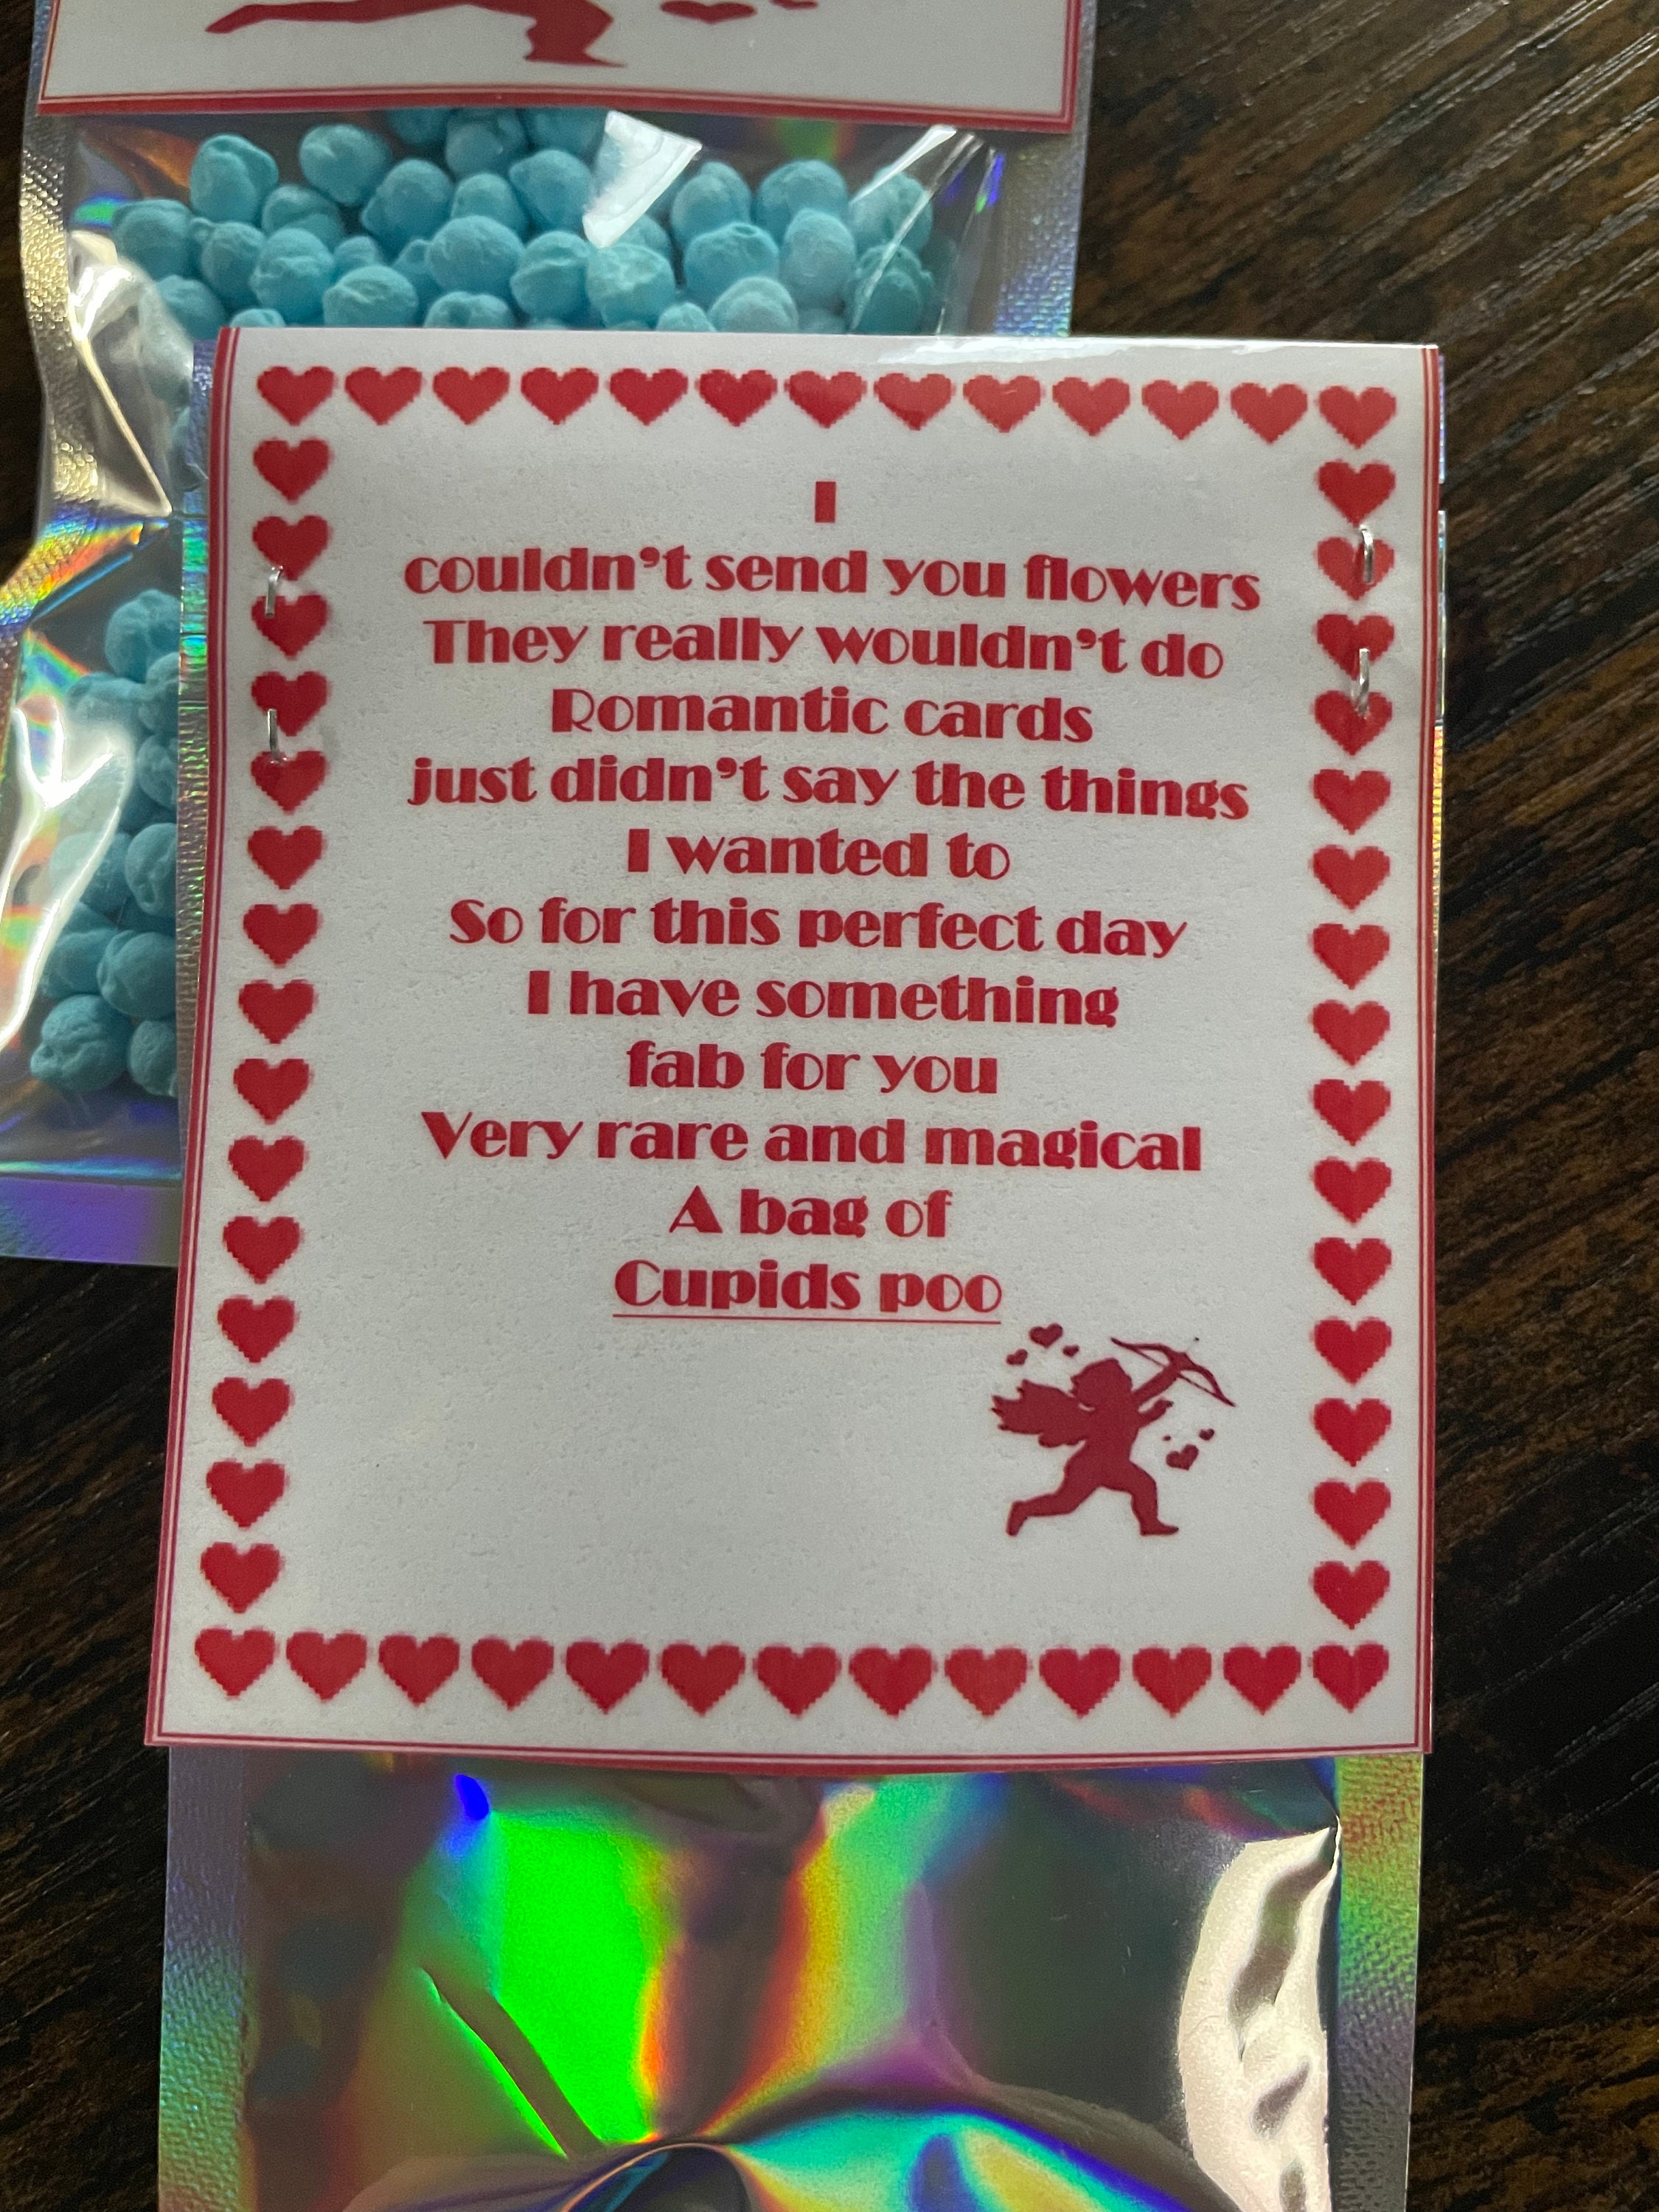 I
couldn't send you flowers
They really wouldn't do
Romantic cards
just didn't say the things
I wanted to
So for this perfect day
I have something
fab for you
Very rare and magical
A bag of
Cupids poo